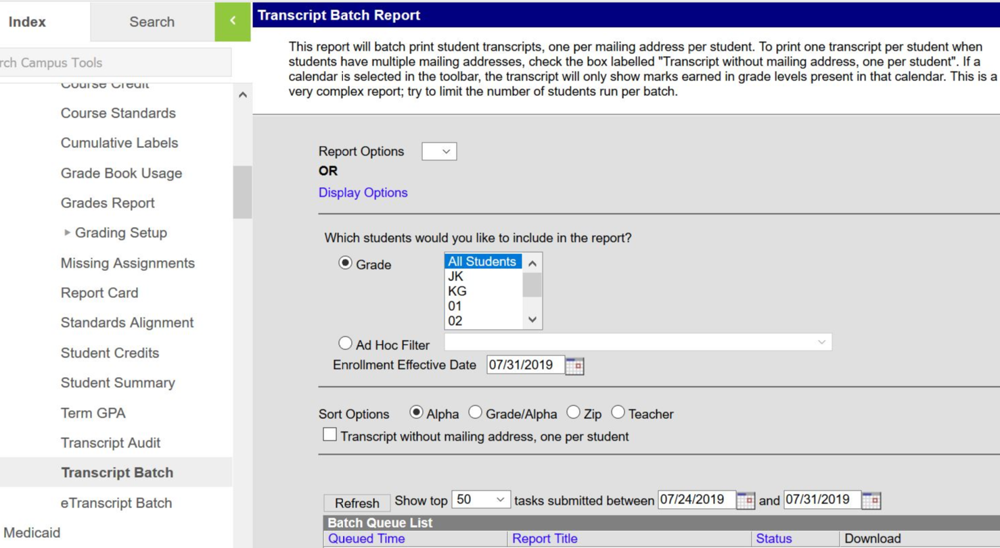 Index
Search
Transcript Batch Report
rch Campus Tools
Course Credit
Course Standards
Cumulative Labels
Grade Book Usage
Grades Report
Grading Setup
Missing Assignments
Report Card
Standards Alignment
Student Credits
Student Summary
Term GPA
Transcript Audit
Transcript Batch
eTranscript Batch
Medicaid
This report will batch print student transcripts, one per mailing address per student. To print one transcript per student when
students have multiple mailing addresses, check the box labelled "Transcript without mailing address, one per student". If a
calendar is selected in the toolbar, the transcript will only show marks earned in grade levels present in that calendar. This is a
very complex report; try to limit the number of students run per batch.
Report Options
OR
Display Options
Which students would you like to include in the report?
Grade
All Students
JK
KG
01
02
Ad Hoc Filter
Enrollment Effective Date 07/31/2019
Sort Options Alpha Grade/Alpha Zip Teacher
Transcript without mailing address, one per student
Refresh Show top 50 tasks submitted between 07/24/2019 and 07/31/2019
Batch Queue List
Queued Time Report Title Status Download